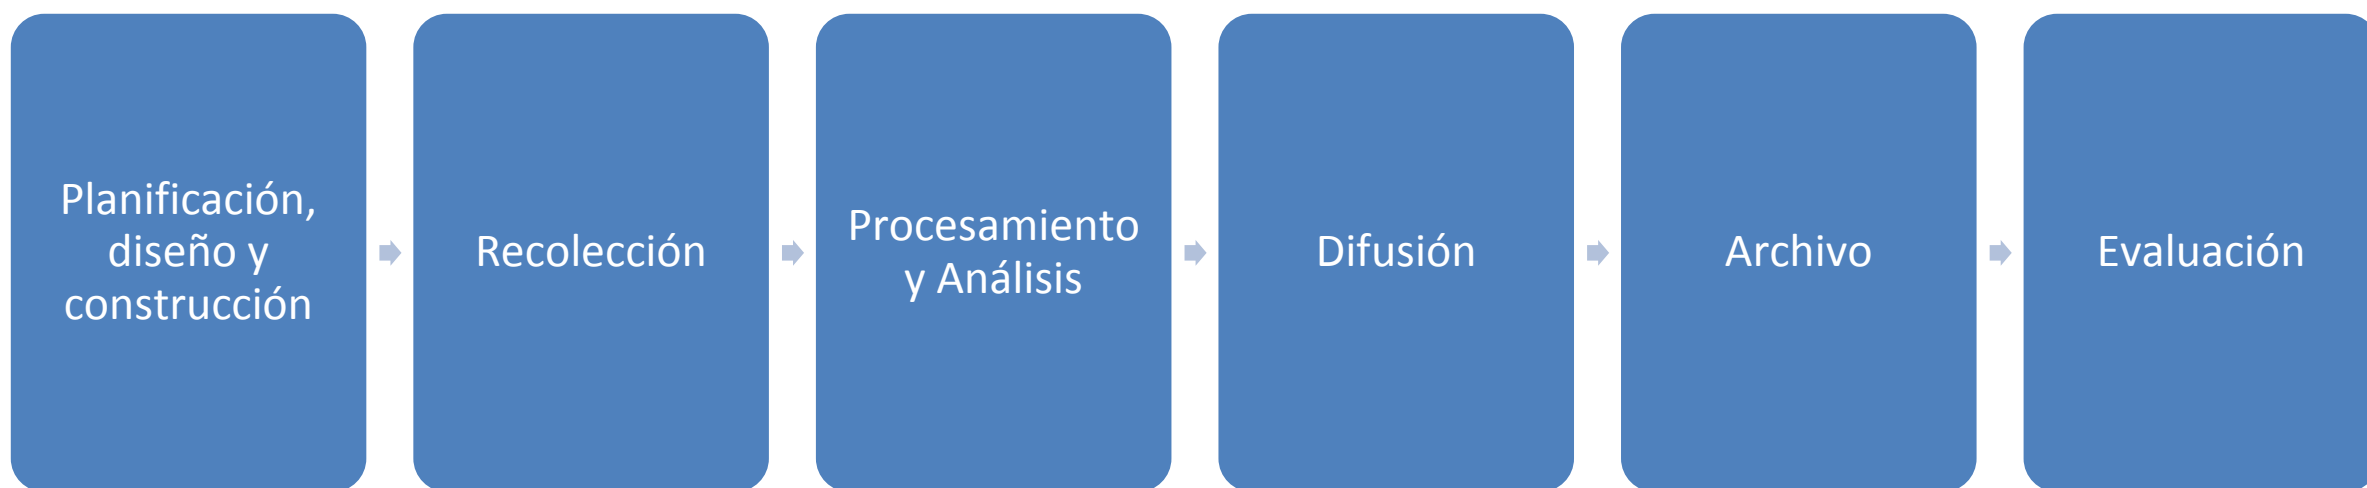 Planificación,
diseño y
construcción
Recolección
Procesamiento
y Análisis
Difusión
Archivo
Evaluación